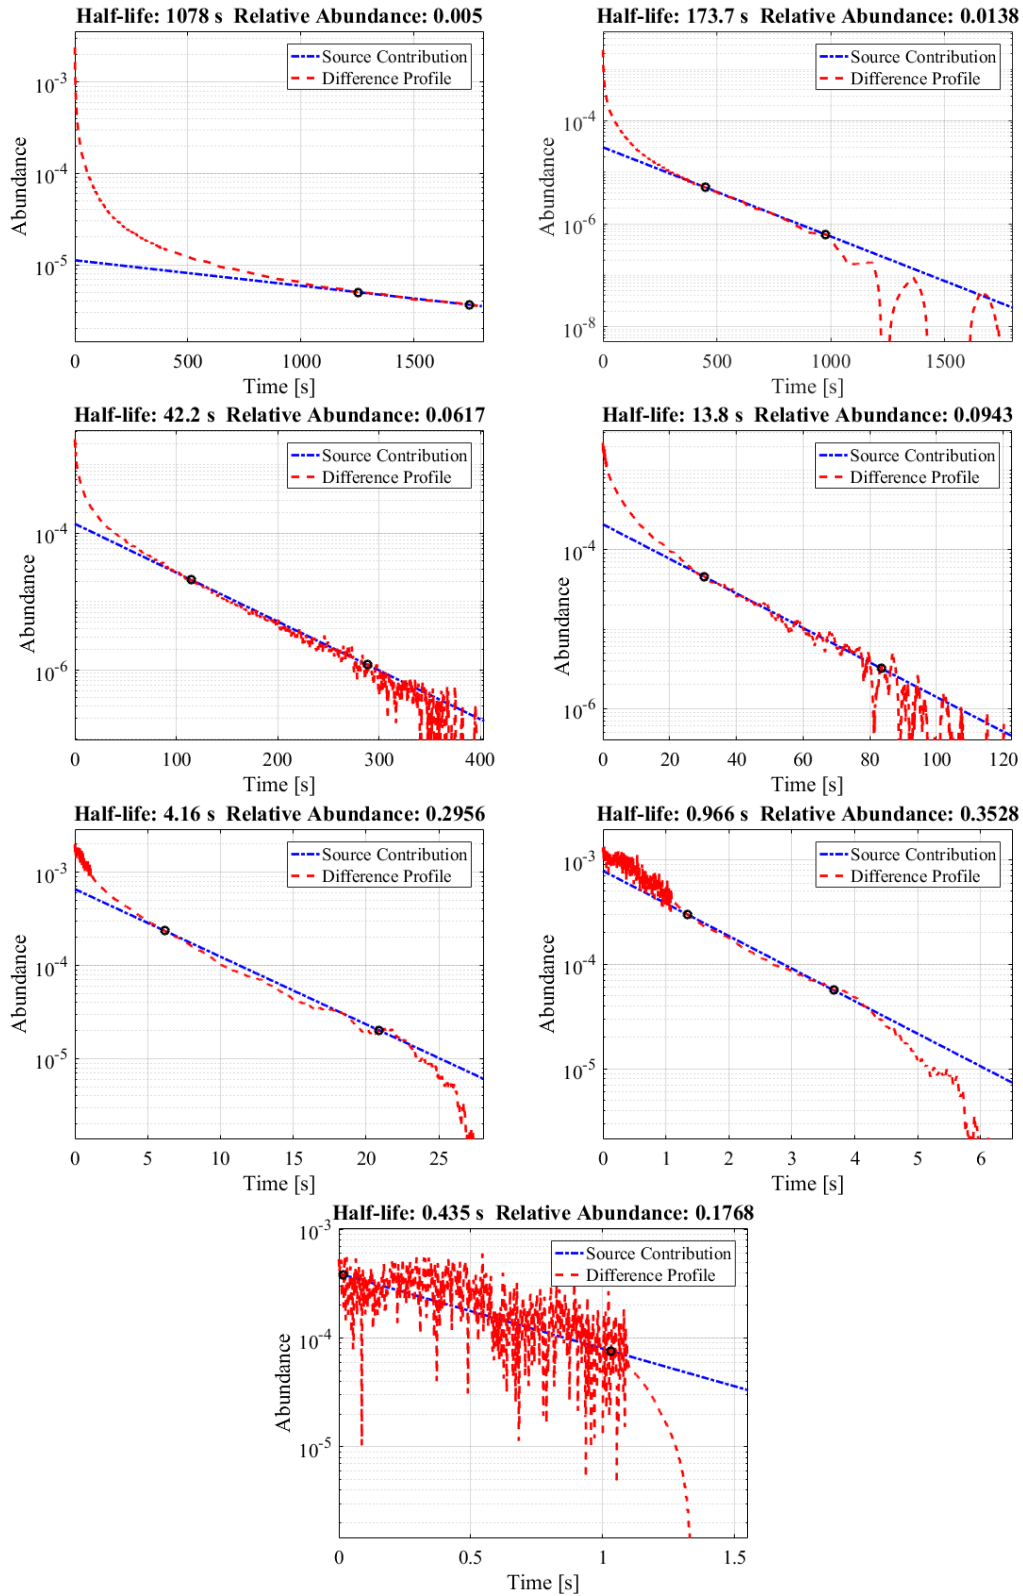 Half-life: 1078 s  Relative Abundance: 0.005
Source Contribution
Difference Profile
10^-3
10^-4
10^-5
Abundance
0 500 1000 1500
Time [s]
Half-life: 173.7 s  Relative Abundance: 0.0138
Source Contribution
Difference Profile
10^-4
10^-6
10^-8
Abundance
0 500 1000 1500
Time [s]
Half-life: 42.2 s  Relative Abundance: 0.0617
Source Contribution
Difference Profile
10^-4
10^-6
Abundance
0 100 200 300 400
Time [s]
Half-life: 13.8 s  Relative Abundance: 0.0943
Source Contribution
Difference Profile
10^-4
10^-6
Abundance
0 20 40 60 80 100 120
Time [s]
Half-life: 4.16 s  Relative Abundance: 0.2956
Source Contribution
Difference Profile
10^-3
10^-4
10^-5
Abundance
0 5 10 15 20 25
Time [s]
Half-life: 0.966 s  Relative Abundance: 0.3528
Source Contribution
Difference Profile
10^-3
10^-4
10^-5
Abundance
0 1 2 3 4 5 6
Time [s]
Half-life: 0.435 s  Relative Abundance: 0.1768
Source Contribution
Difference Profile
10^-3
10^-4
10^-5
Abundance
0 0.5 1 1.5
Time [s]